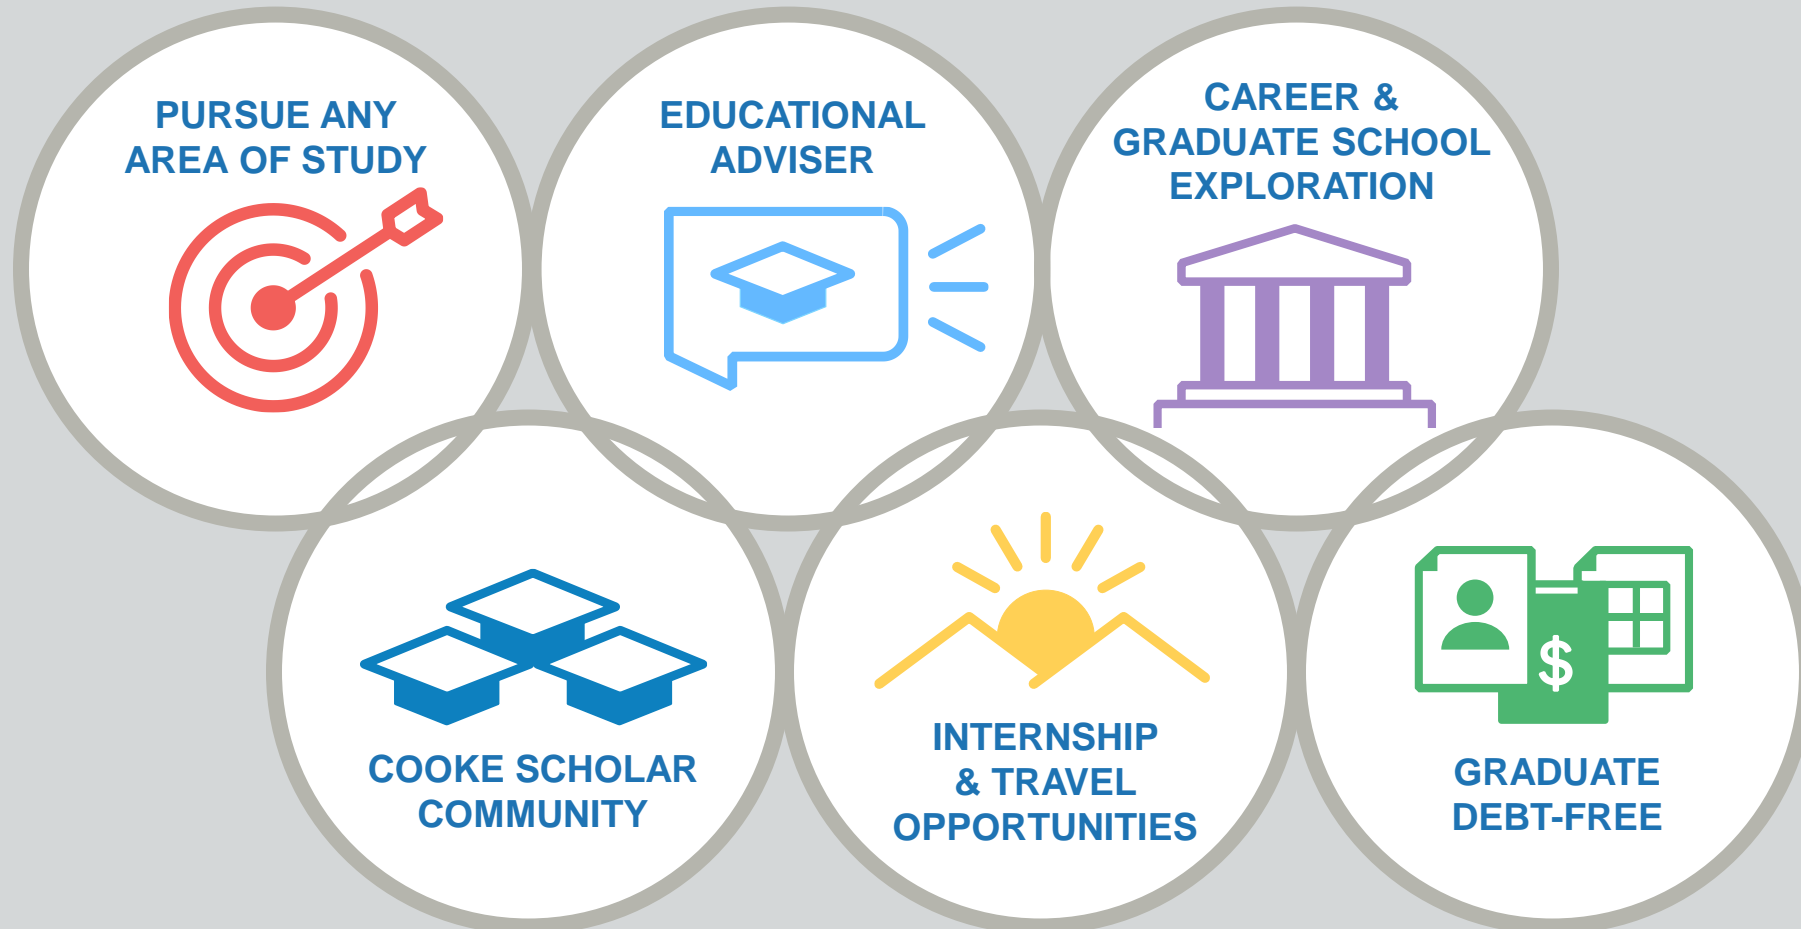 PURSUE ANY
AREA OF STUDY
EDUCATIONAL
ADVISER
CAREER &
GRADUATE SCHOOL
EXPLORATION
COOKE SCHOLAR
COMMUNITY
INTERNSHIP
& TRAVEL
OPPORTUNITIES
$
GRADUATE
DEBT-FREE